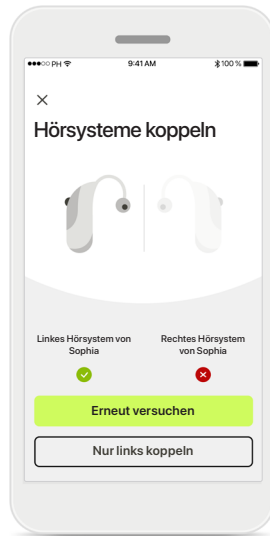 PH 9:41 AM 100 %
Hörsysteme koppeln
Linkes Hörsystem von Sophia
Rechtes Hörsystem von Sophia
Erneut versuchen
Nur links koppeln